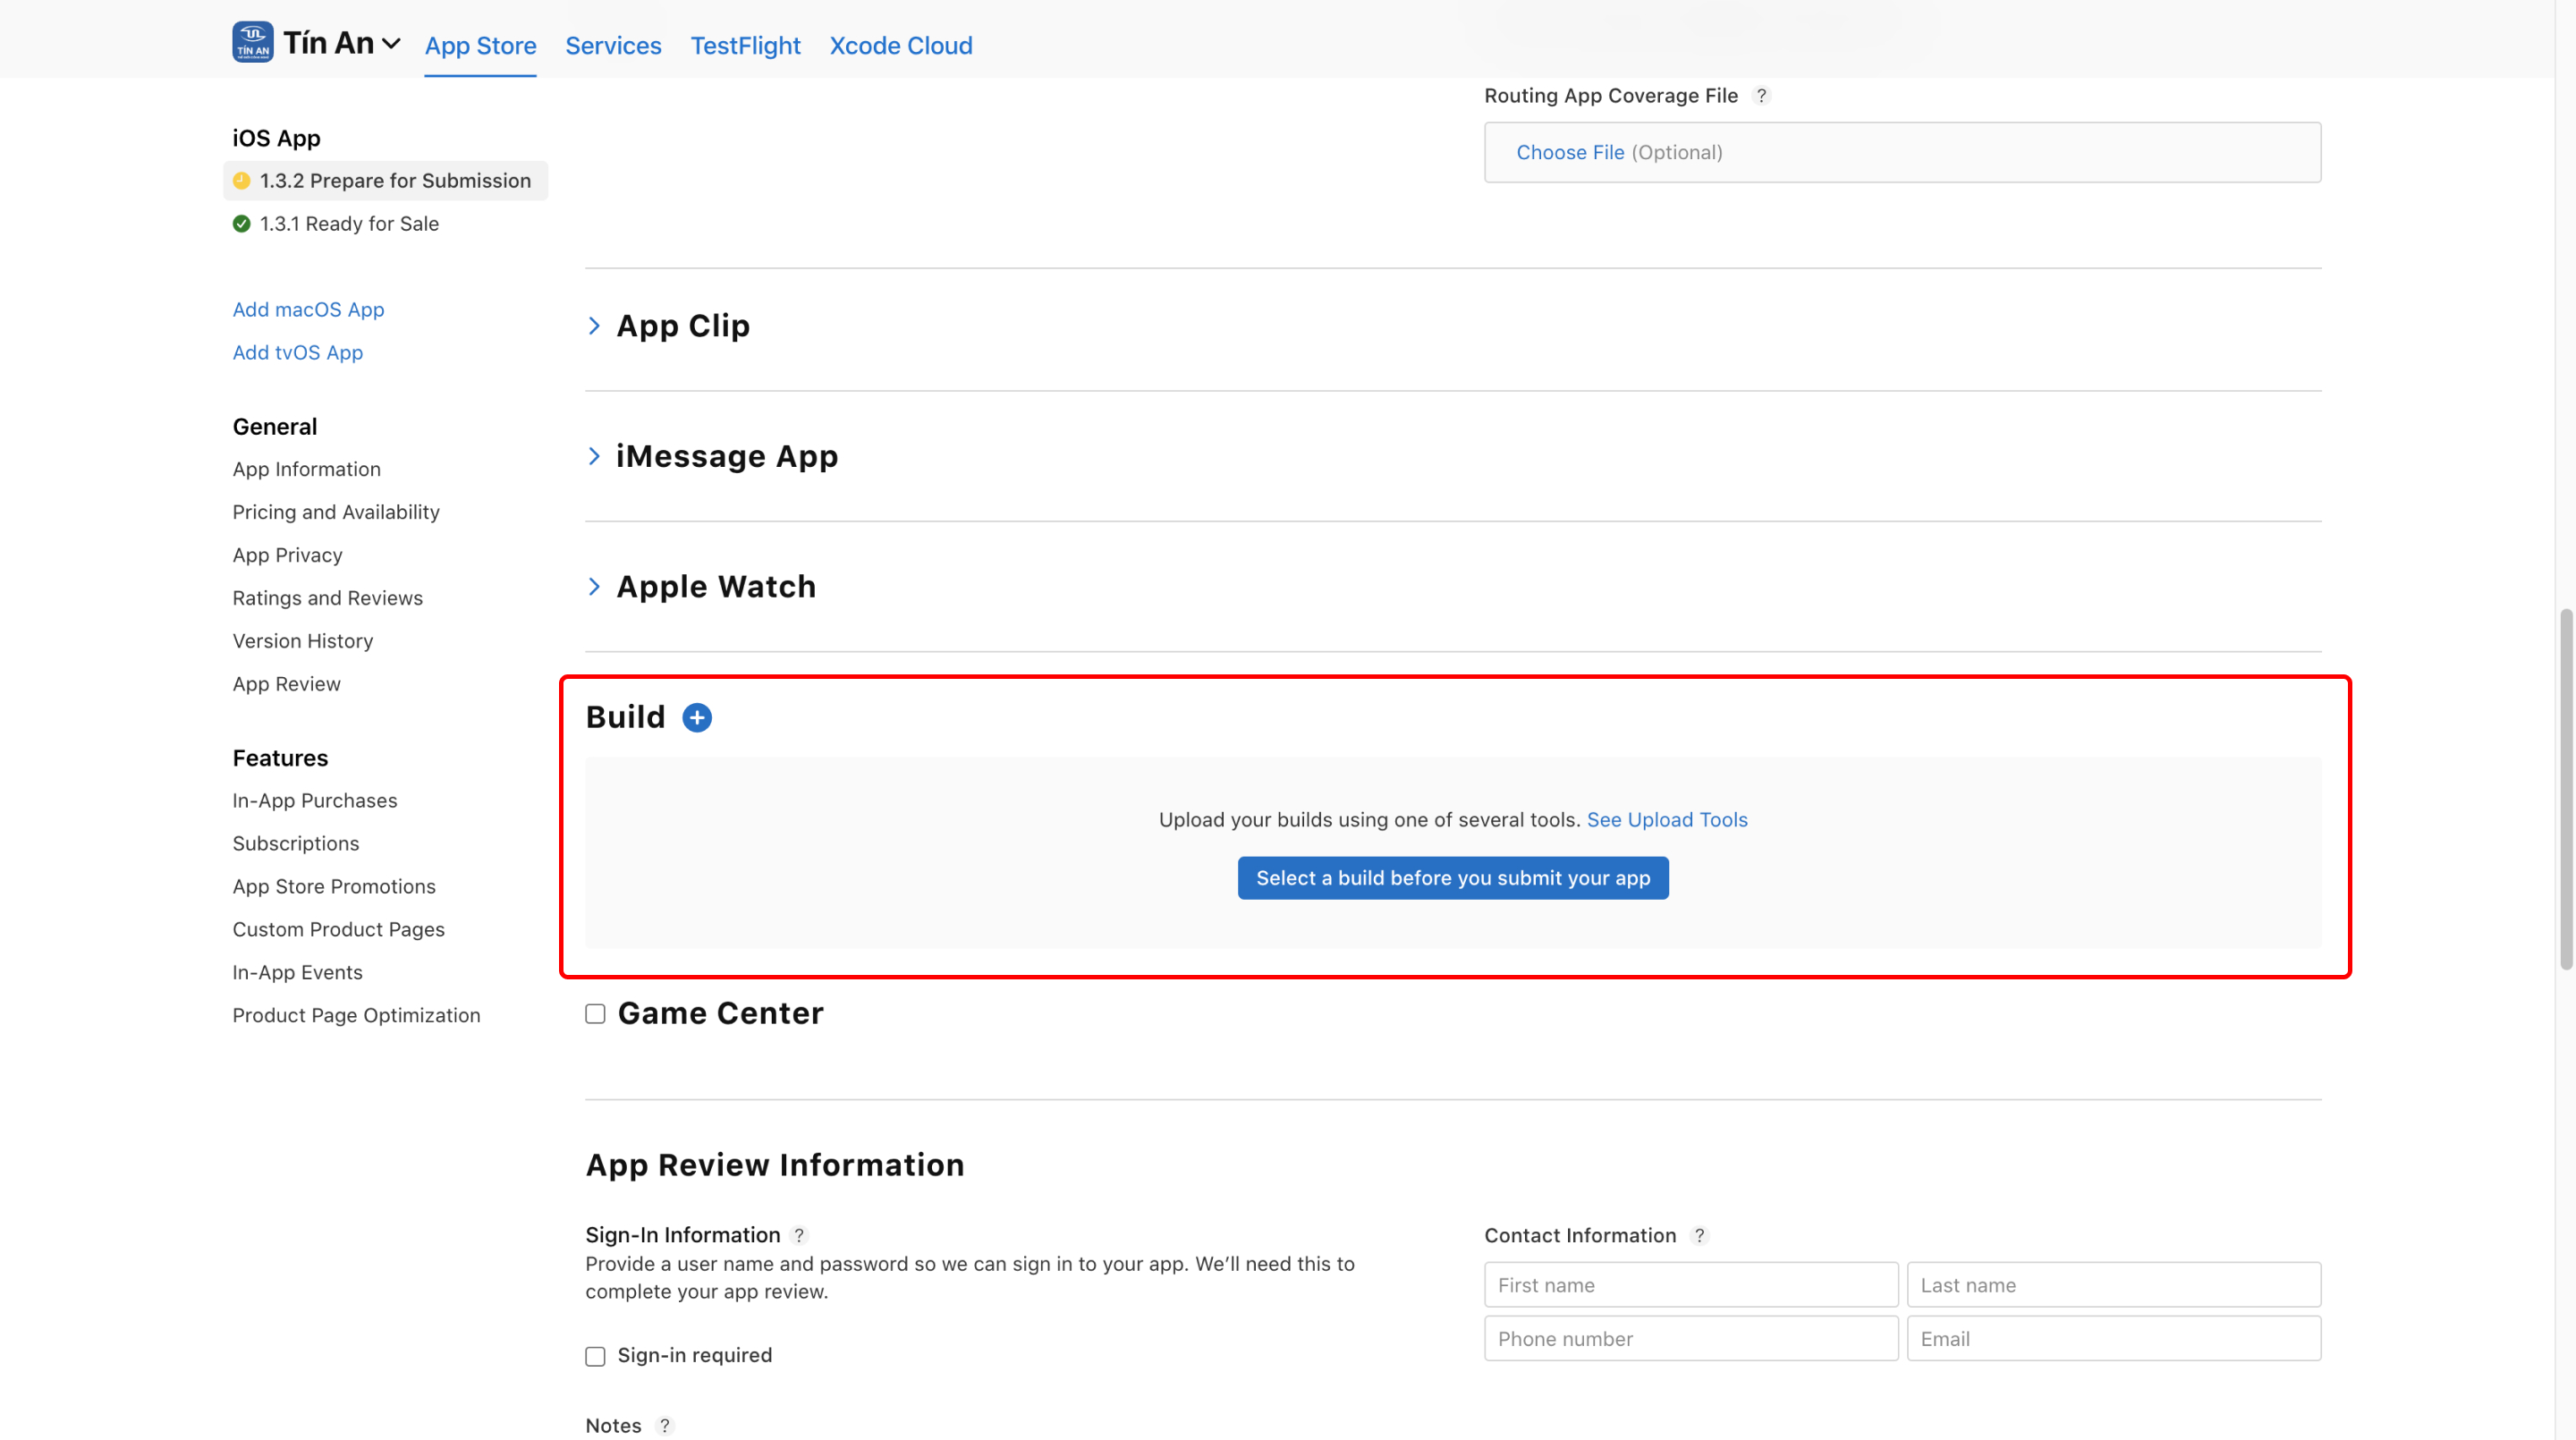 TÍN AN
Tín An
App Store
Services
TestFlight
Xcode Cloud
iOS App
1.3.2 Prepare for Submission
1.3.1 Ready for Sale
Add macOS App
Add tvOS App
General
App Information
Pricing and Availability
App Privacy
Ratings and Reviews
Version History
App Review
Features
In-App Purchases
Subscriptions
App Store Promotions
Custom Product Pages
In-App Events
Product Page Optimization
Routing App Coverage File ?
Choose File (Optional)
App Clip
iMessage App
Apple Watch
Build
Upload your builds using one of several tools. See Upload Tools
Select a build before you submit your app
Game Center
App Review Information
Sign-In Information ?
Provide a user name and password so we can sign in to your app. We’ll need this to
complete your app review.
Sign-in required
Notes ?
Contact Information ?
First name
Last name
Phone number
Email